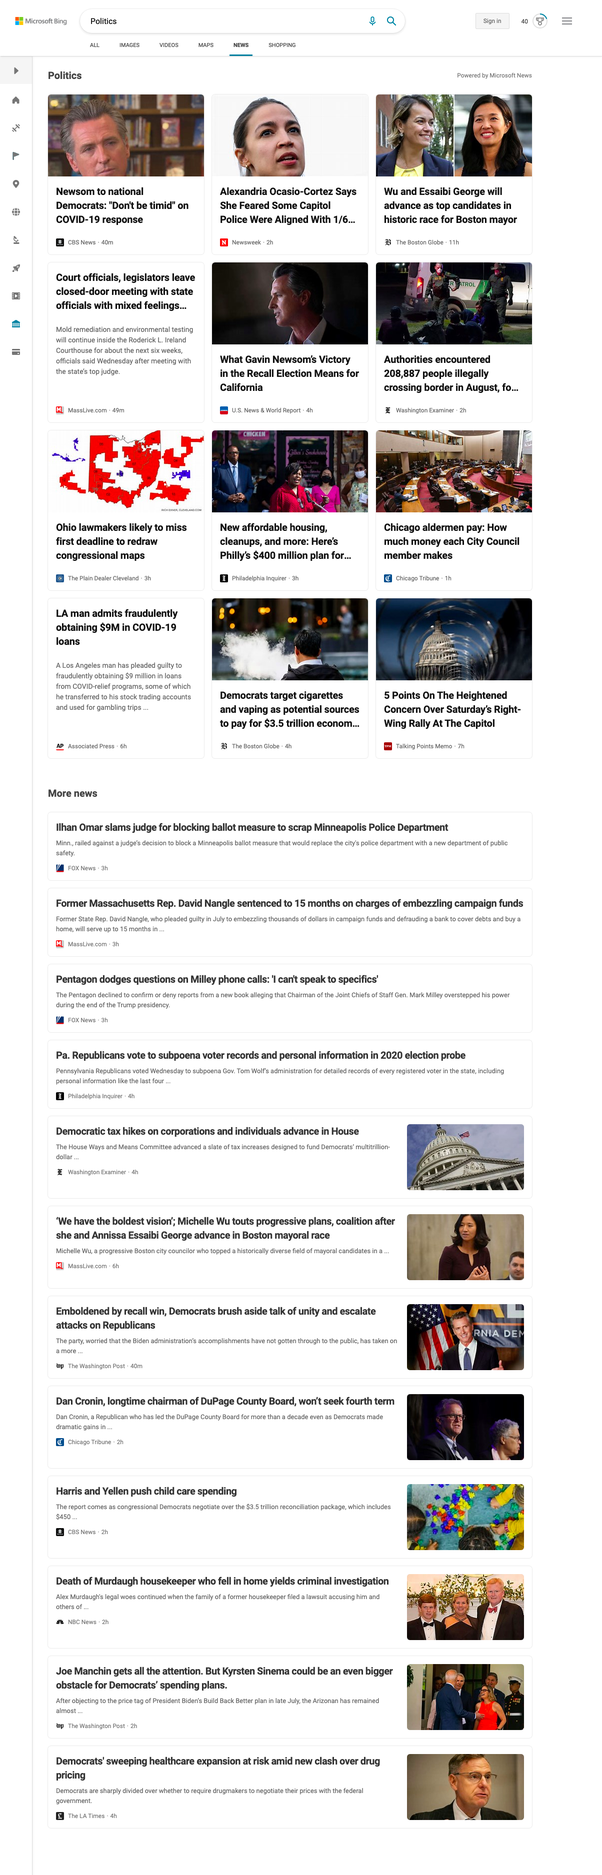 Microsoft Bing
Politics
Sign in
40
ALL
IMAGES
VIDEOS
MAPS
NEWS
SHOPPING
Politics
Powered by Microsoft News
Newsom to national
Democrats: "Don't be timid" on
COVID-19 response
CBS News · 40m
Alexandria Ocasio-Cortez Says
She Feared Some Capitol
Police Were Aligned With 1/6...
Newsweek · 2h
Wu and Essaibi George will
advance as top candidates in
historic race for Boston mayor
The Boston Globe · 11h
Court officials, legislators leave
closed-door meeting with state
officials with mixed feelings...
Mold remediation and environmental testing
will continue inside the Roderick L. Ireland
Courthouse for about the next six weeks,
officials said Wednesday after meeting with
the state's top judge.
MassLive.com · 49m
What Gavin Newsom's Victory
in the Recall Election Means for
California
U.S. News & World Report · 4h
Authorities encountered
208,887 people illegally
crossing border in August, fo...
Washington Examiner · 2h
Ohio lawmakers likely to miss
first deadline to redraw
congressional maps
The Plain Dealer Cleveland · 3h
CHICKEN
New affordable housing,
cleanups, and more: Here's
Philly's $400 million plan for...
Philadelphia Inquirer · 3h
Chicago aldermen pay: How
much money each City Council
member makes
Chicago Tribune · 1h
LA man admits fraudulently
obtaining $9M in COVID-19
loans
A Los Angeles man has pleaded guilty to
fraudulently obtaining $9 million in loans
from COVID-relief programs, some of which
he transferred to his stock trading accounts
and used for gambling trips ...
AP Associated Press · 6h
Democrats target cigarettes
and vaping as potential sources
to pay for $3.5 trillion econom...
The Boston Globe · 4h
5 Points On The Heightened
Concern Over Saturday's Right-
Wing Rally At The Capitol
Talking Points Memo · 7h
More news
Ilhan Omar slams judge for blocking ballot measure to scrap Minneapolis Police Department
Minn., railed against a judge's decision to block a Minneapolis ballot measure that would replace the city's police department with a new department of public
safety.
FOX News · 3h
Former Massachusetts Rep. David Nangle sentenced to 15 months on charges of embezzling campaign funds
Former State Rep. David Nangle, who pleaded guilty in July to embezzling thousands of dollars in campaign funds and defrauding a bank to cover debts and buy a
home, will serve up to 15 months in ...
MassLive.com · 3h
Pentagon dodges questions on Milley phone calls: 'I can't speak to specifics'
The Pentagon declined to confirm or deny reports from a new book alleging that Chairman of the Joint Chiefs of Staff Gen. Mark Milley overstepped his power
during the end of the Trump presidency.
FOX News · 3h
Pa. Republicans vote to subpoena voter records and personal information in 2020 election probe
Pennsylvania Republicans voted Wednesday to subpoena Gov. Tom Wolf's administration for detailed records of every registered voter in the state, including
personal information like the last four ...
Philadelphia Inquirer · 4h
Democratic tax hikes on corporations and individuals advance in House
The House Ways and Means Committee advanced a slate of tax increases designed to fund Democrats' multitrillion-
dollar ...
Washington Examiner · 4h
'We have the boldest vision'; Michelle Wu touts progressive plans, coalition after
she and Annissa Essaibi George advance in Boston mayoral race
Michelle Wu, a progressive Boston city councilor who topped a historically diverse field of mayoral candidates in a ...
MassLive.com · 6h
Emboldened by recall win, Democrats brush aside talk of unity and escalate
attacks on Republicans
The party, worried that the Biden administration's accomplishments have not gotten through to the public, has taken on
a more ...
wp The Washington Post · 40m
RNIA DEM
Dan Cronin, longtime chairman of DuPage County Board, won't seek fourth term
Dan Cronin, a Republican who has led the DuPage County Board for more than a decade even as Democrats made
dramatic gains in ...
Chicago Tribune · 2h
Harris and Yellen push child care spending
The report comes as congressional Democrats negotiate over the $3.5 trillion reconciliation package, which includes
$450 ...
CBS News · 2h
Death of Murdaugh housekeeper who fell in home yields criminal investigation
Alex Murdaugh's legal woes continued when the family of a former housekeeper filed a lawsuit accusing him and
others of ...
NBC News · 2h
Joe Manchin gets all the attention. But Kyrsten Sinema could be an even bigger
obstacle for Democrats' spending plans.
After objecting to the price tag of President Biden's Build Back Better plan in late July, the Arizonan has remained
almost ...
wp The Washington Post · 2h
Democrats' sweeping healthcare expansion at risk amid new clash over drug
pricing
Democrats are sharply divided over whether to require drugmakers to negotiate their prices with the federal
government.
The LA Times · 4h